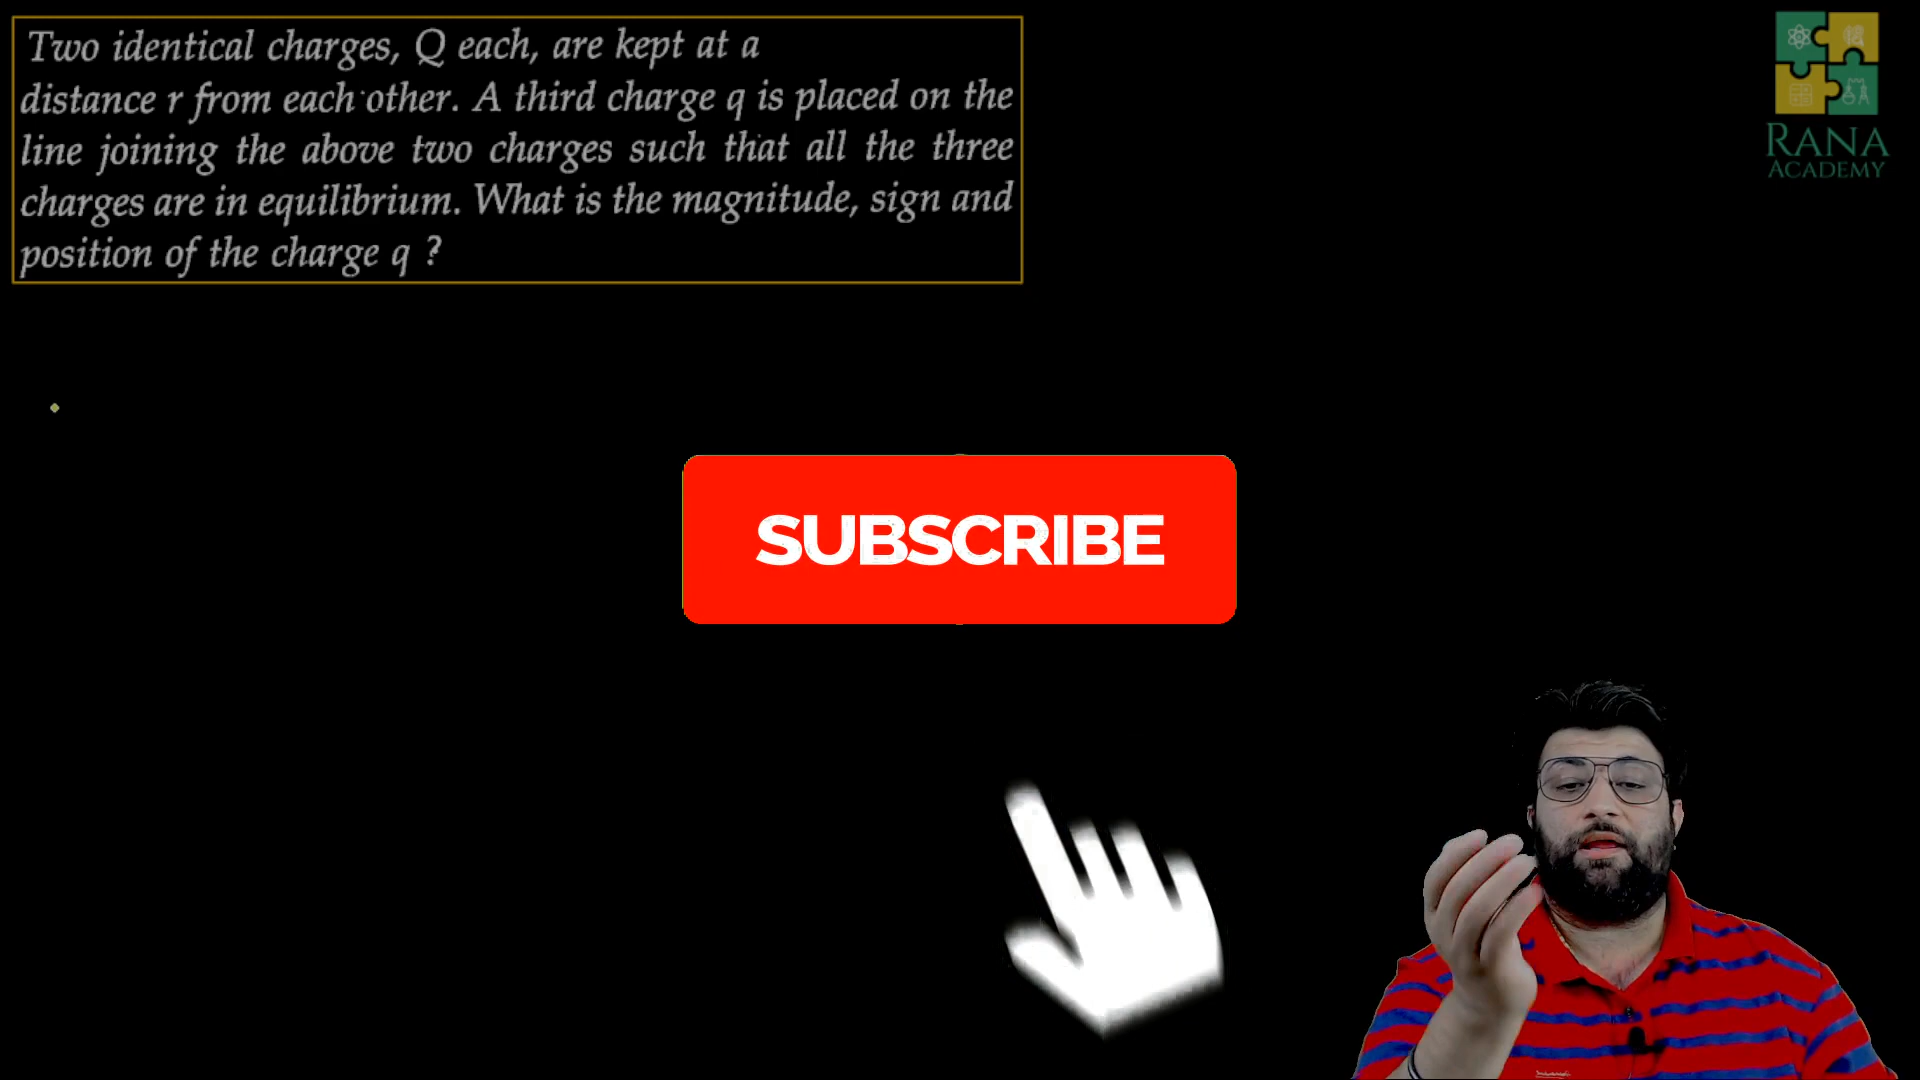 Two identical charges, Q each, are kept at a
distance r from each other. A third charge q is placed on the
line joining the above two charges such that all the three
charges are in equilibrium. What is the magnitude, sign and
position of the charge q ?
RANA
ACADEMY
SUBSCRIBE